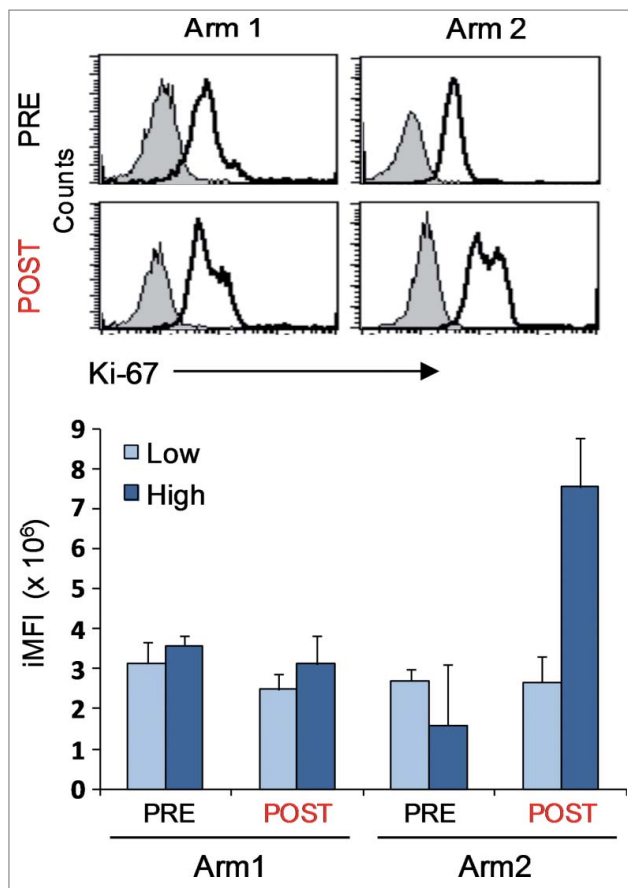 Arm 1 Arm 2
PRE
POST
Counts
Ki-67
9
8
7
6
5
4
3
2
1
0
iMFI (x 10⁶)
Low
High
PRE POST PRE POST
Arm1 Arm2